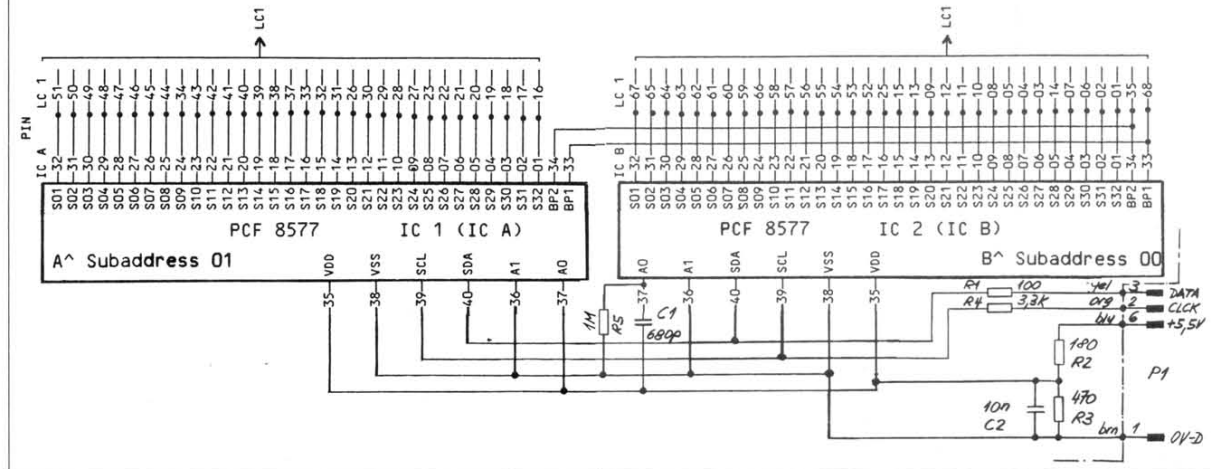 LC1
LC1
PIN
LC 1
51 50 49 48 47 46 45 44 34 43 42 41 40 39 38 37 33 32 31 26 30 29 28 27 23 22 21 20 19 18 17 16
LC 1
67 65 64 63 62 61 60 66 59 58 57 56 55 54 53 52 25 15 13 09 12 11 10 08 05 04 03 14 07 06 02 01 35 68
IC A
32 31 30 29 28 27 26 25 24 23 22 21 20 19 18 17 16 15 14 13 12 11 10 09 08 07 06 05 04 03 02 01 34 33
IC B
32 31 30 29 28 27 26 25 24 23 22 21 20 19 18 17 16 15 14 13 12 11 10 09 08 07 06 05 04 03 02 01 34 33
S01 S02 S03 S04 S05 S06 S07 S08 S09 S10 S11 S12 S13 S14 S15 S16 S17 S18 S19 S20 S21 S22 S23 S24 S25 S26 S27 S28 S29 S30 S31 S32 BP2 BP1
S01 S02 S03 S04 S05 S06 S07 S08 S09 S10 S11 S12 S13 S14 S15 S16 S17 S18 S19 S20 S21 S22 S23 S24 S25 S26 S27 S28 S29 S30 S31 S32 BP2 BP1
PCF 8577 IC 1 (IC A)
PCF 8577 IC 2 (IC B)
A^ Subaddress 01
B^ Subaddress 00
VDD VSS SCL SDA A1 A0
A0 A1 SDA SCL VSS VDD
35 38 39 40 36 37
37 36 40 39 38 35
R1 100 yel 3 DATA
R4 3,3K org 2 CLCK
blu 6 +5,5V
1M R5
C1
680p
180
R2
P1
10n
C2
470
R3
brn 1 0V-D